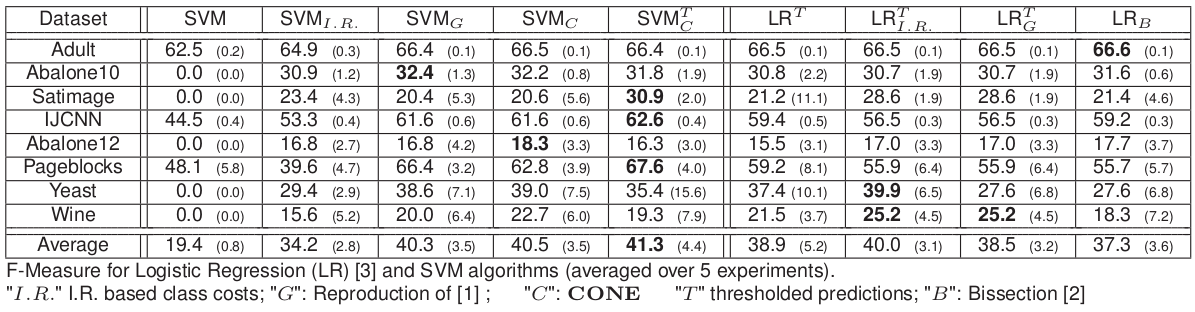 Dataset SVM SVM_{I.R.} SVM_G SVM_C SVM_C^T LR^T LR_{I.R.}^T LR_G^T LR_B
Adult 62.5 (0.2) 64.9 (0.3) 66.4 (0.1) 66.5 (0.1) 66.4 (0.1) 66.5 (0.1) 66.5 (0.1) 66.5 (0.1) 66.6 (0.1)
Abalone10 0.0 (0.0) 30.9 (1.2) 32.4 (1.3) 32.2 (0.8) 31.8 (1.9) 30.8 (2.2) 30.7 (1.9) 30.7 (1.9) 31.6 (0.6)
Satimage 0.0 (0.0) 23.4 (4.3) 20.4 (5.3) 20.6 (5.6) 30.9 (2.0) 21.2 (11.1) 28.6 (1.9) 28.6 (1.9) 21.4 (4.6)
IJCNN 44.5 (0.4) 53.3 (0.4) 61.6 (0.6) 61.6 (0.6) 62.6 (0.4) 59.4 (0.5) 56.5 (0.3) 56.5 (0.3) 59.2 (0.3)
Abalone12 0.0 (0.0) 16.8 (2.7) 16.8 (4.2) 18.3 (3.3) 16.3 (3.0) 15.5 (3.1) 17.0 (3.3) 17.0 (3.3) 17.7 (3.7)
Pageblocks 48.1 (5.8) 39.6 (4.7) 66.4 (3.2) 62.8 (3.9) 67.6 (4.0) 59.2 (8.1) 55.9 (6.4) 55.9 (6.4) 55.7 (5.7)
Yeast 0.0 (0.0) 29.4 (2.9) 38.6 (7.1) 39.0 (7.5) 35.4 (15.6) 37.4 (10.1) 39.9 (6.5) 27.6 (6.8) 27.6 (6.8)
Wine 0.0 (0.0) 15.6 (5.2) 20.0 (6.4) 22.7 (6.0) 19.3 (7.9) 21.5 (3.7) 25.2 (4.5) 25.2 (4.5) 18.3 (7.2)
Average 19.4 (0.8) 34.2 (2.8) 40.3 (3.5) 40.5 (3.5) 41.3 (4.4) 38.9 (5.2) 40.0 (3.1) 38.5 (3.2) 37.3 (3.6)
F-Measure for Logistic Regression (LR) [3] and SVM algorithms (averaged over 5 experiments).
"I.R." I.R. based class costs; "G": Reproduction of [1] ; "C": CONE "T" thresholded predictions; "B": Bissection [2]